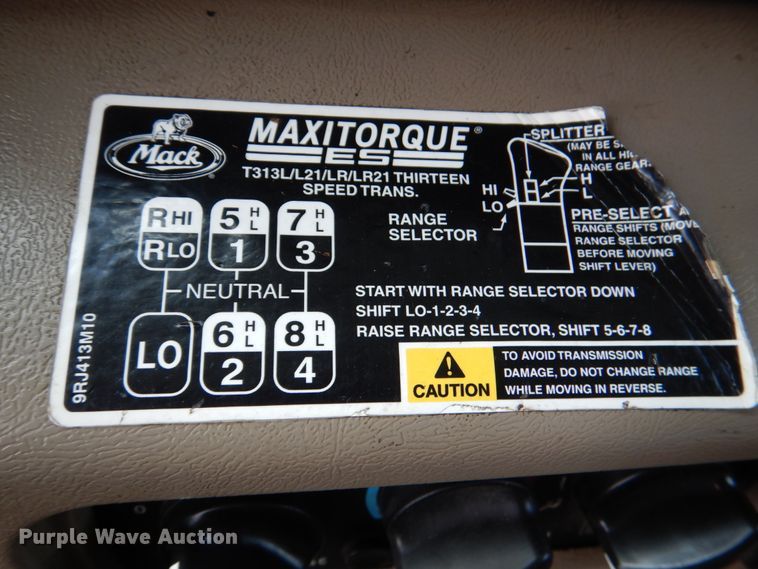 Mack
MAXITORQUE®
ES
T313L/L21/LR/LR21 THIRTEEN
SPEED TRANS.
R HI
R LO
5 H L
1
7 H L
3
NEUTRAL
LO
6 H L
2
8 H L
4
9RJ413M10
RANGE
SELECTOR
HI
LO
SPLITTER
(MAY BE
IN ALL
RANGE GEAR
H
L
PRE-SELECT
RANGE SHIFTS (MOVE
RANGE SELECTOR
BEFORE MOVING
SHIFT LEVER)
START WITH RANGE SELECTOR DOWN
SHIFT LO-1-2-3-4
RAISE RANGE SELECTOR, SHIFT 5-6-7-8
CAUTION
TO AVOID TRANSMISSION
DAMAGE, DO NOT CHANGE RANGE
WHILE MOVING IN REVERSE.
Purple Wave Auction